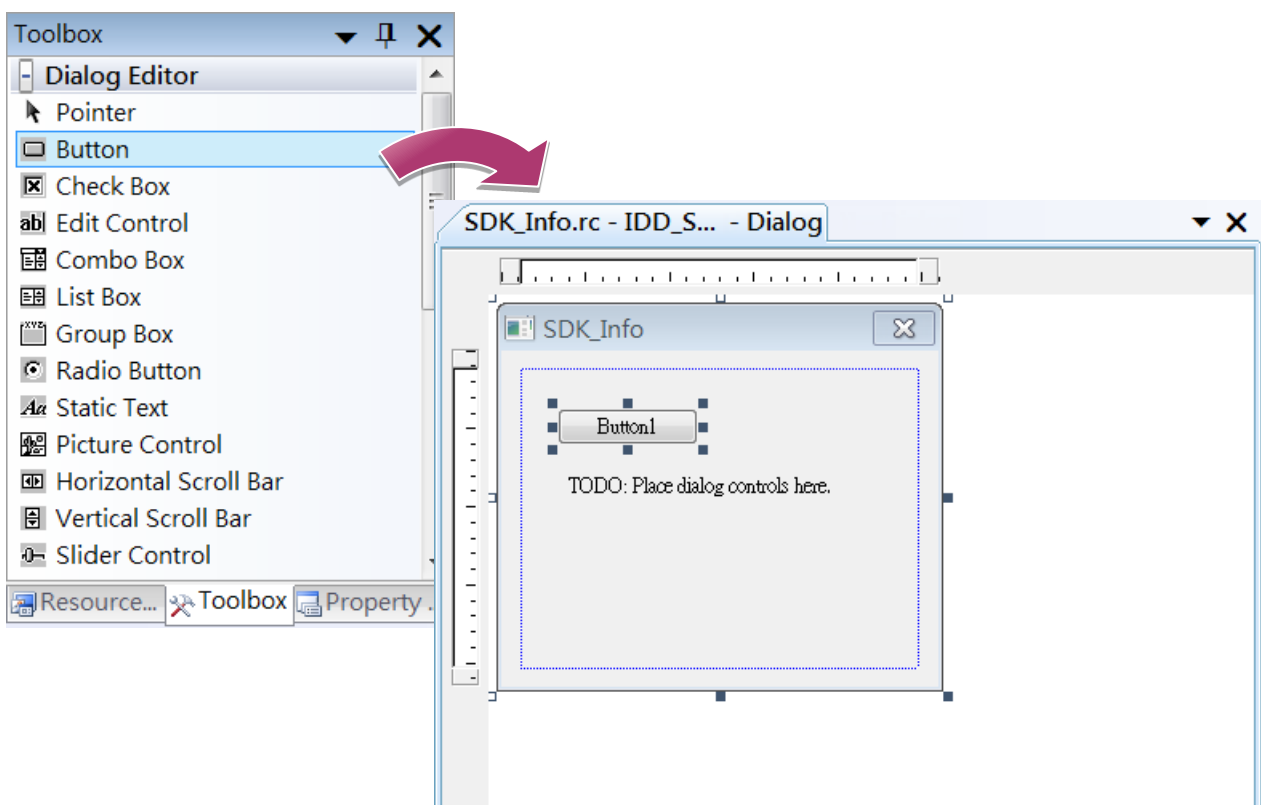 Toolbox
Dialog Editor
Pointer
Button
Check Box
Edit Control
Combo Box
List Box
Group Box
Radio Button
Static Text
Picture Control
Horizontal Scroll Bar
Vertical Scroll Bar
Slider Control
Resource... Toolbox Property .
SDK_Info.rc - IDD_S... - Dialog
SDK_Info
Button1
TODO: Place dialog controls here.